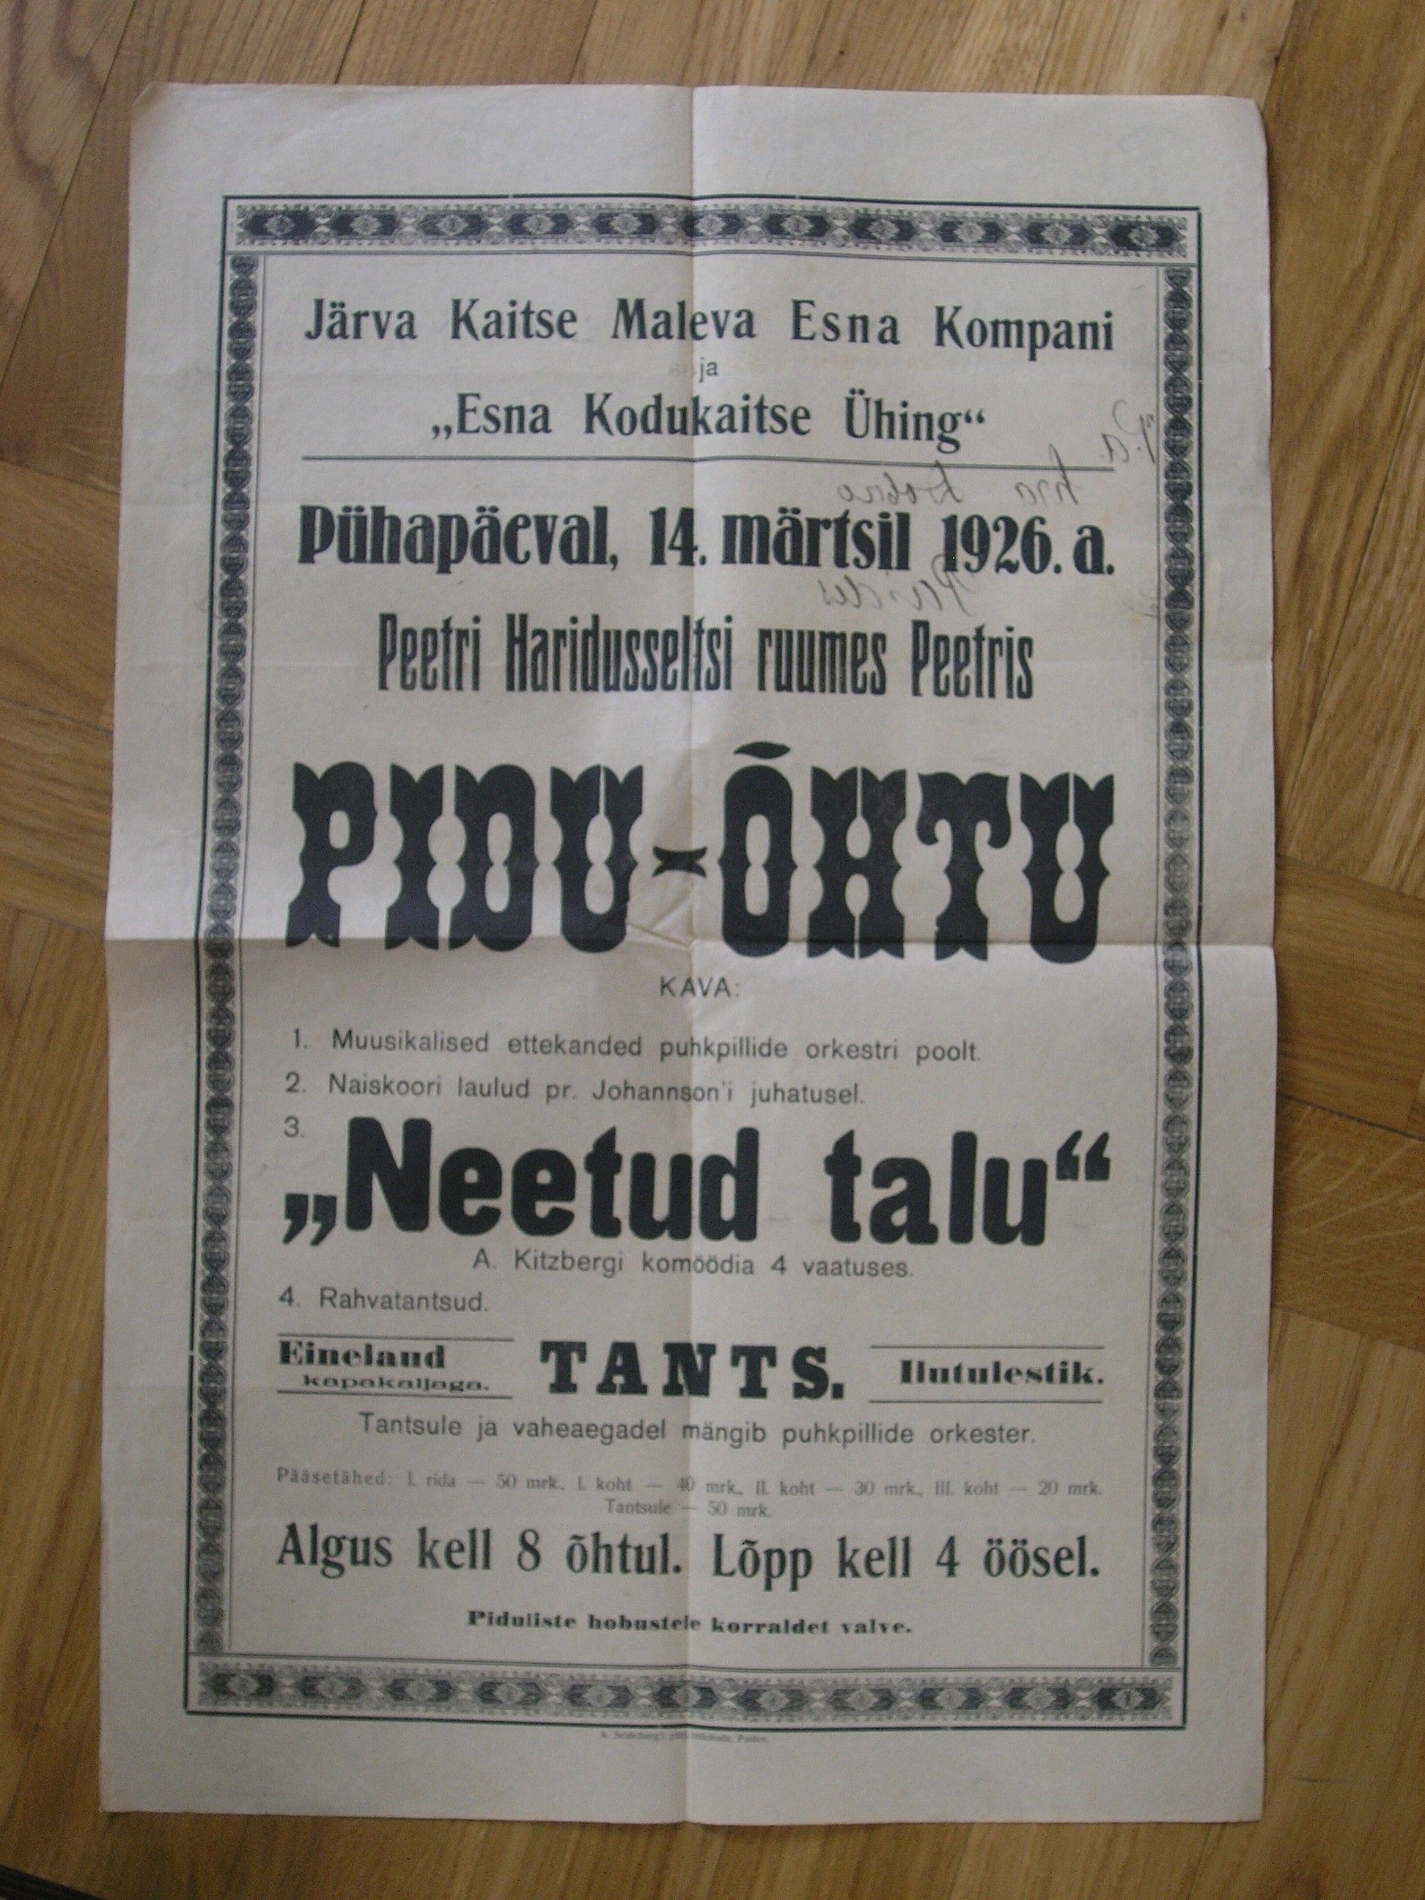 Järva Kaitse Maleva Esna Kompani
ja
„Esna Kodukaitse Ühing“
Pühapäeval, 14. märtsil 1926. a.
Peetri Haridusseltsi ruumes Peetris
PIDU-ÕHTU
KAVA:
1. Muusikalised ettekanded puhkpillide orkestri poolt.
2. Naiskoori laulud pr. Johannson'i juhatusel.
3.
„Neetud talu“
A. Kitzbergi komöödia 4 vaatuses.
4. Rahvatantsud.
Einelaud
kapakaljaga.
TANTS.
Ilutulestik.
Tantsule ja vaheaegadel mängib puhkpillide orkester.
Pääsetähed: I. rida — 50 mrk., I. koht — 40 mrk., II. koht — 30 mrk., III. koht — 20 mrk.
Tantsule — 50 mrk.
Algus kell 8 õhtul. Lõpp kell 4 öösel.
Piduliste hobustele korraldet valve.